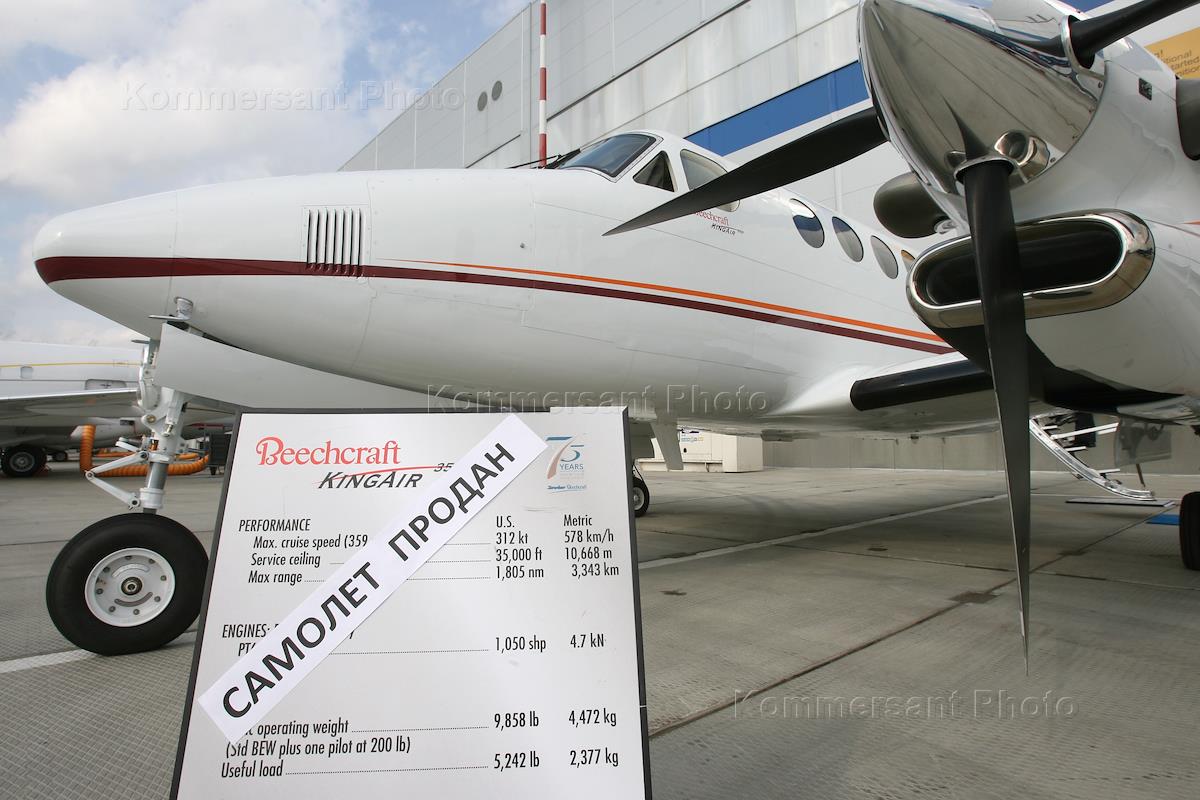 Kommersant Photo
Beechcraft
KINGAIR
Kommersant Photo
Beechcraft
KINGAIR 35
75
YEARS
САМОЛЕТ ПРОДАН
U.S. Metric
PERFORMANCE
Max. cruise speed (359 312 kt 578 km/h
Service ceiling 35,000 ft 10,668 m
Max range 1,805 nm 3,343 km
ENGINES:
1,050 shp 4.7 kN
operating weight 9,858 lb 4,472 kg
(Std BEW plus one pilot at 200 lb)
Useful load 5,242 lb 2,377 kg
Kommersant Photo